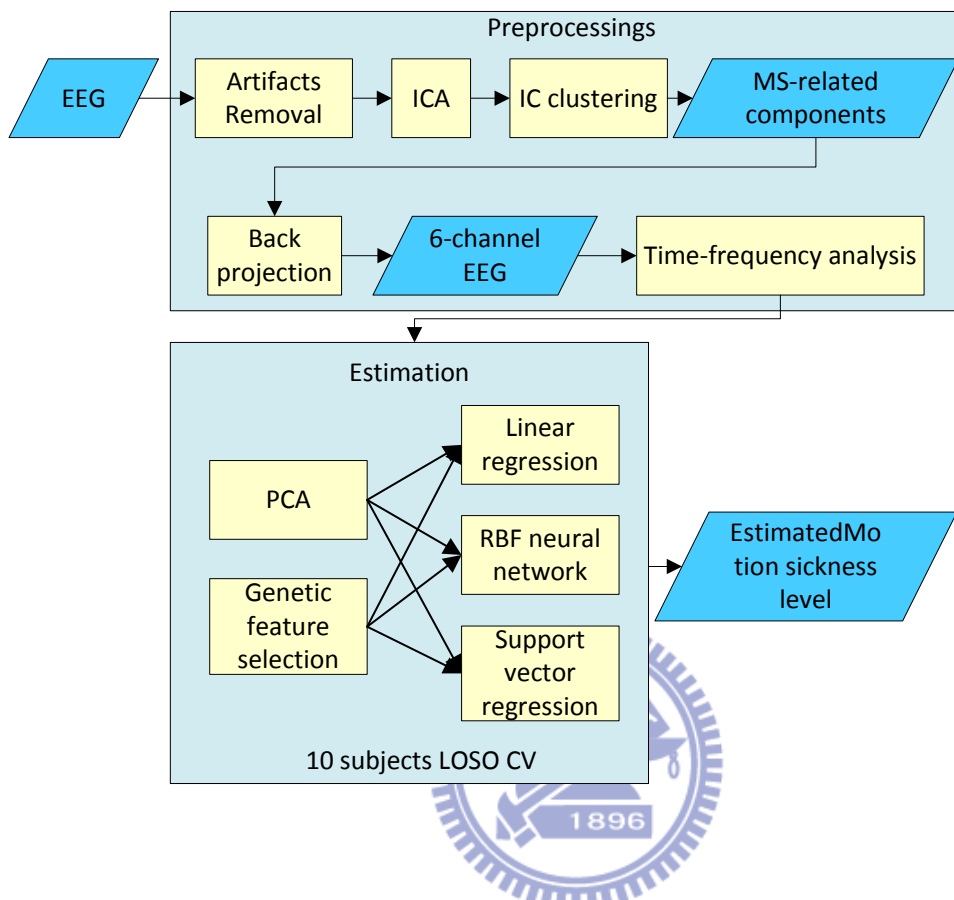 Preprocessings
EEG
Artifacts
Removal
ICA
IC clustering
MS-related
components
Back
projection
6-channel
EEG
Time-frequency analysis
Estimation
PCA
Genetic
feature
selection
Linear
regression
RBF neural
network
Support
vector
regression
10 subjects LOSO CV
EstimatedMo
tion sickness
level
1896